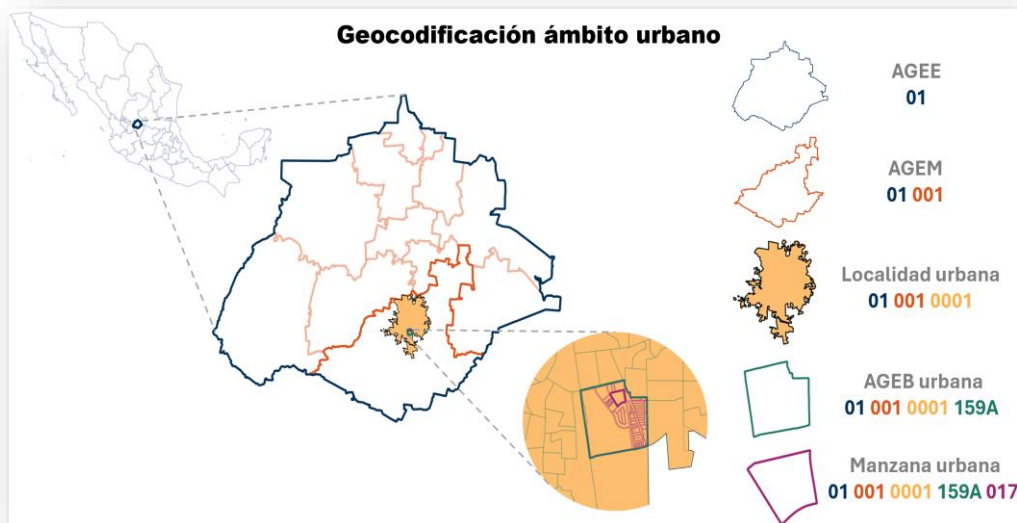 Geocodificación ámbito urbano
AGEE
01
AGEM
01 001
Localidad urbana
01 001 0001
AGEB urbana
01 001 0001 159A
Manzana urbana
01 001 0001 159A 017